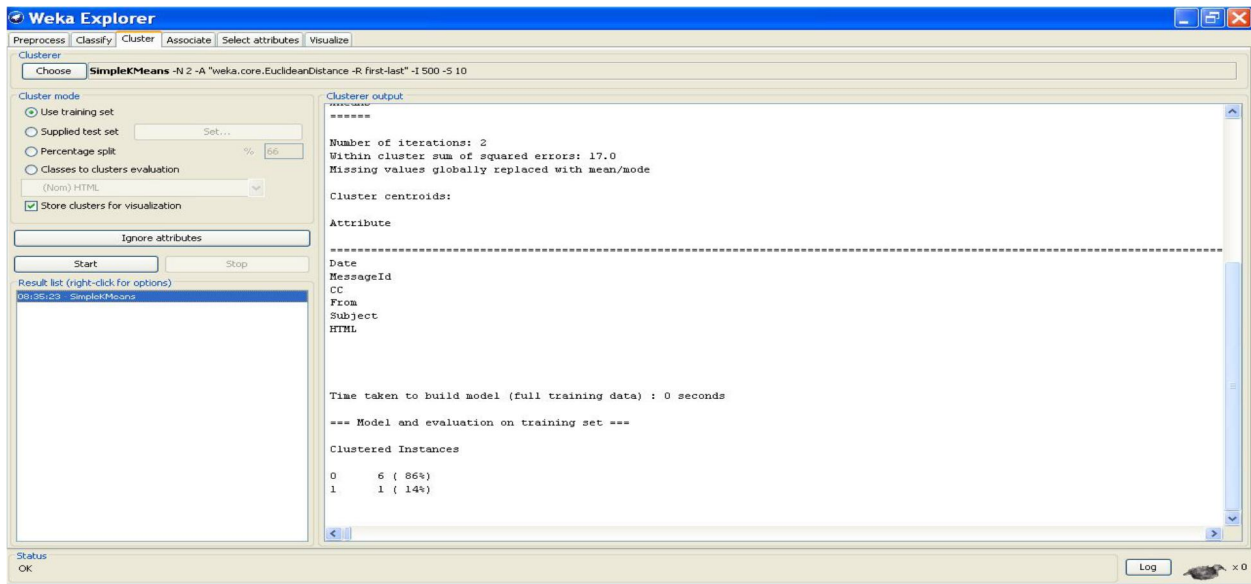 Weka Explorer
Preprocess Classify Cluster Associate Select attributes Visualize
Clusterer
Choose SimpleKMeans -N 2 -A "weka.core.EuclideanDistance -R first-last" -I 500 -S 10
Cluster mode
Use training set
Supplied test set Set...
Percentage split % 66
Classes to clusters evaluation
(Nom) HTML
Store clusters for visualization
Ignore attributes
Start Stop
Result list (right-click for options)
08:35:23 - SimpleKMeans
Clusterer output
======
Number of iterations: 2
Within cluster sum of squared errors: 17.0
Missing values globally replaced with mean/mode
Cluster centroids:
Attribute
Date
MessageId
CC
From
Subject
HTML
Time taken to build model (full training data) : 0 seconds
=== Model and evaluation on training set ===
Clustered Instances
0 6 ( 86%)
1 1 ( 14%)
Status
OK
Log x 0